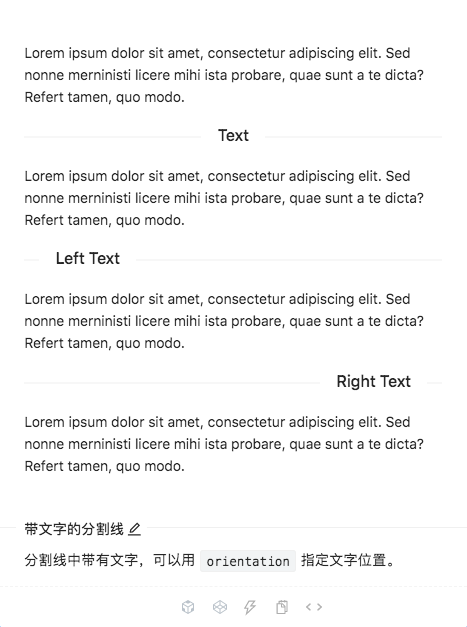 Lorem ipsum dolor sit amet, consectetur adipiscing elit. Sed
nonne merninisti licere mihi ista probare, quae sunt a te dicta?
Refert tamen, quo modo.
Text
Lorem ipsum dolor sit amet, consectetur adipiscing elit. Sed
nonne merninisti licere mihi ista probare, quae sunt a te dicta?
Refert tamen, quo modo.
Left Text
Lorem ipsum dolor sit amet, consectetur adipiscing elit. Sed
nonne merninisti licere mihi ista probare, quae sunt a te dicta?
Refert tamen, quo modo.
Right Text
Lorem ipsum dolor sit amet, consectetur adipiscing elit. Sed
nonne merninisti licere mihi ista probare, quae sunt a te dicta?
Refert tamen, quo modo.
带文字的分割线
分割线中带有文字，可以用 orientation 指定文字位置。